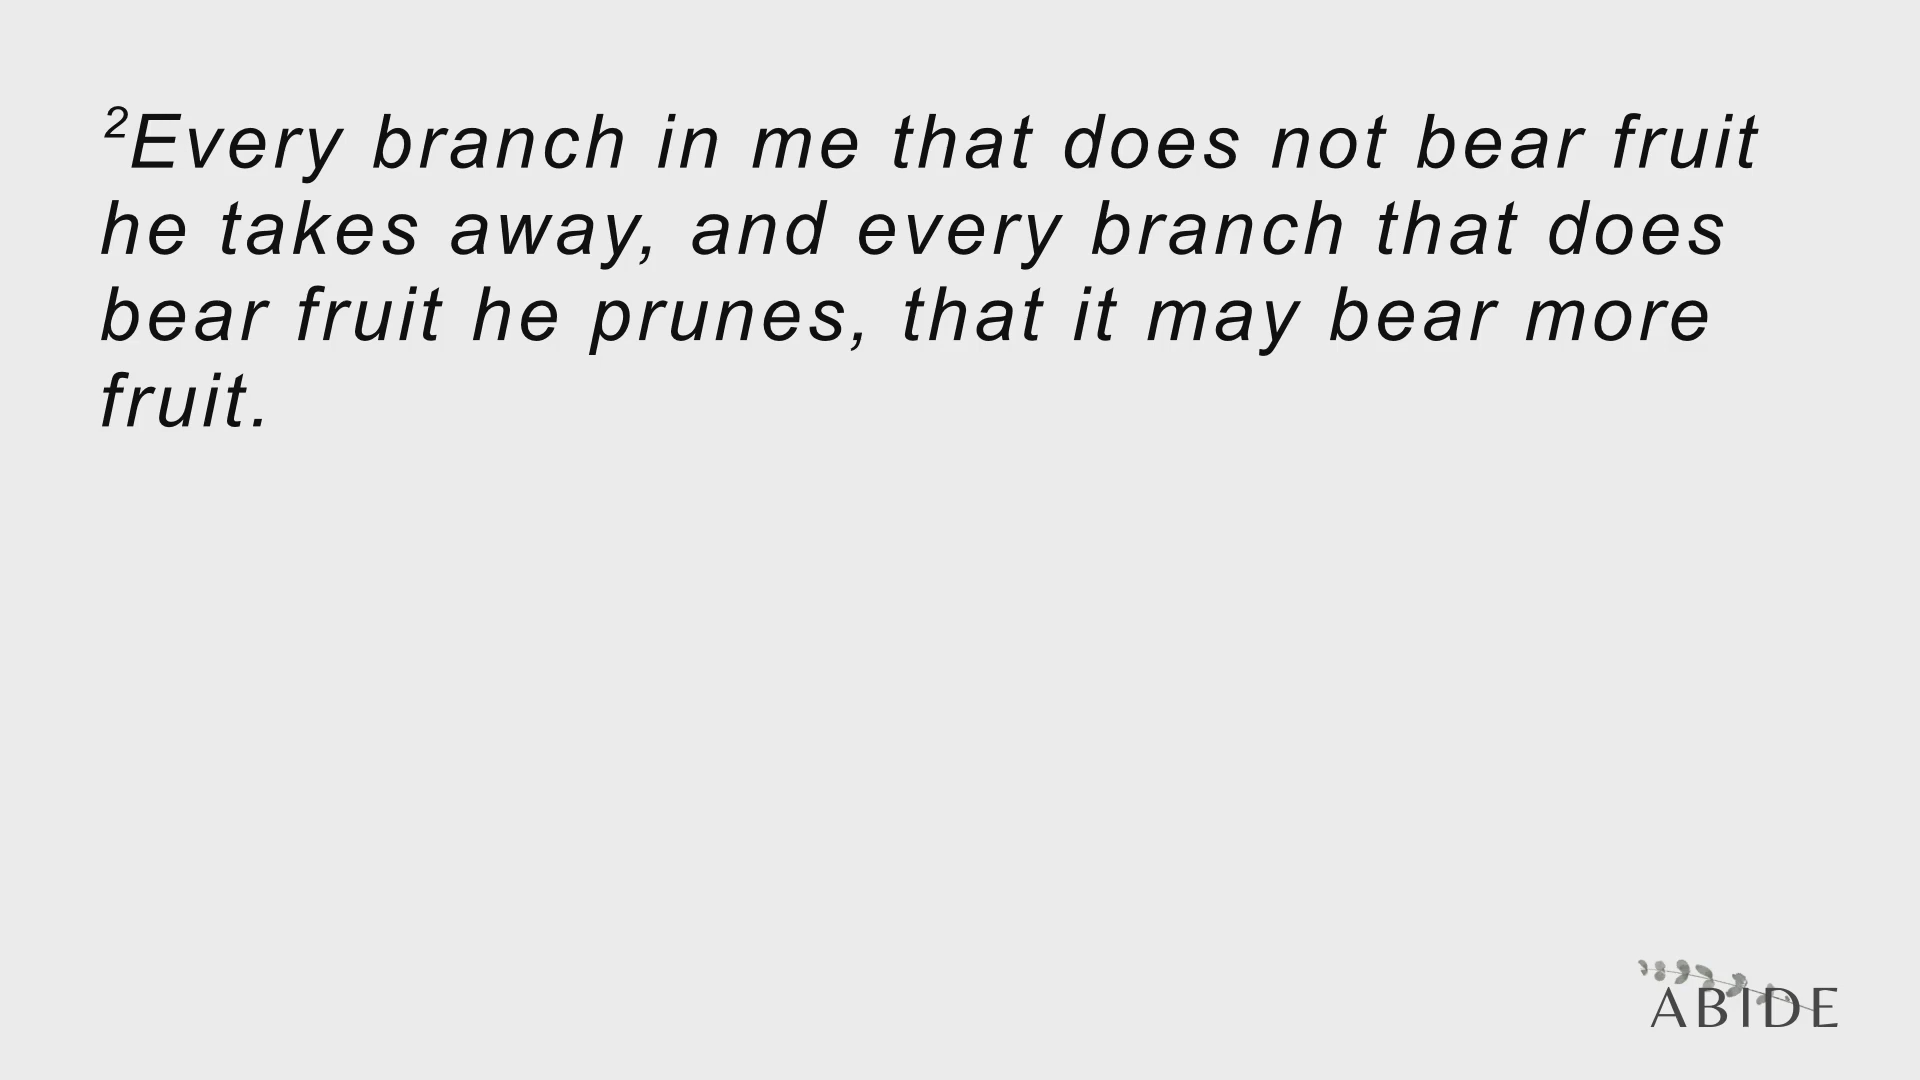 ²Every branch in me that does not bear fruit
he takes away, and every branch that does
bear fruit he prunes, that it may bear more
fruit.
ABIDE